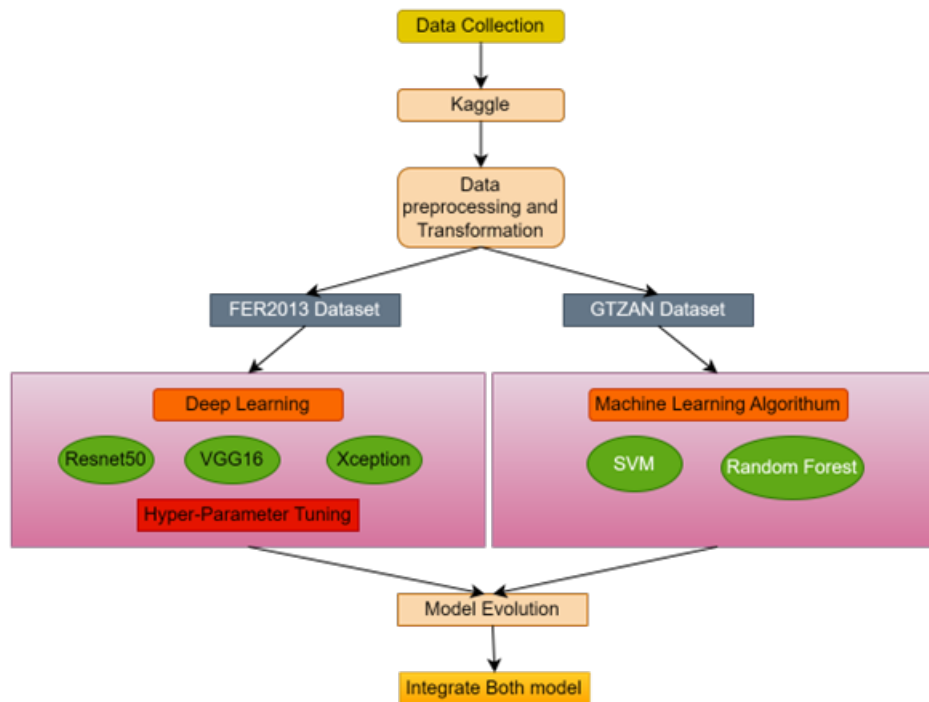 Data Collection
Kaggle
Data
preprocessing and
Transformation
FER2013 Dataset
GTZAN Dataset
Deep Learning
Machine Learning Algorithum
Resnet50
VGG16
Xception
SVM
Random Forest
Hyper-Parameter Tuning
Model Evolution
Integrate Both model